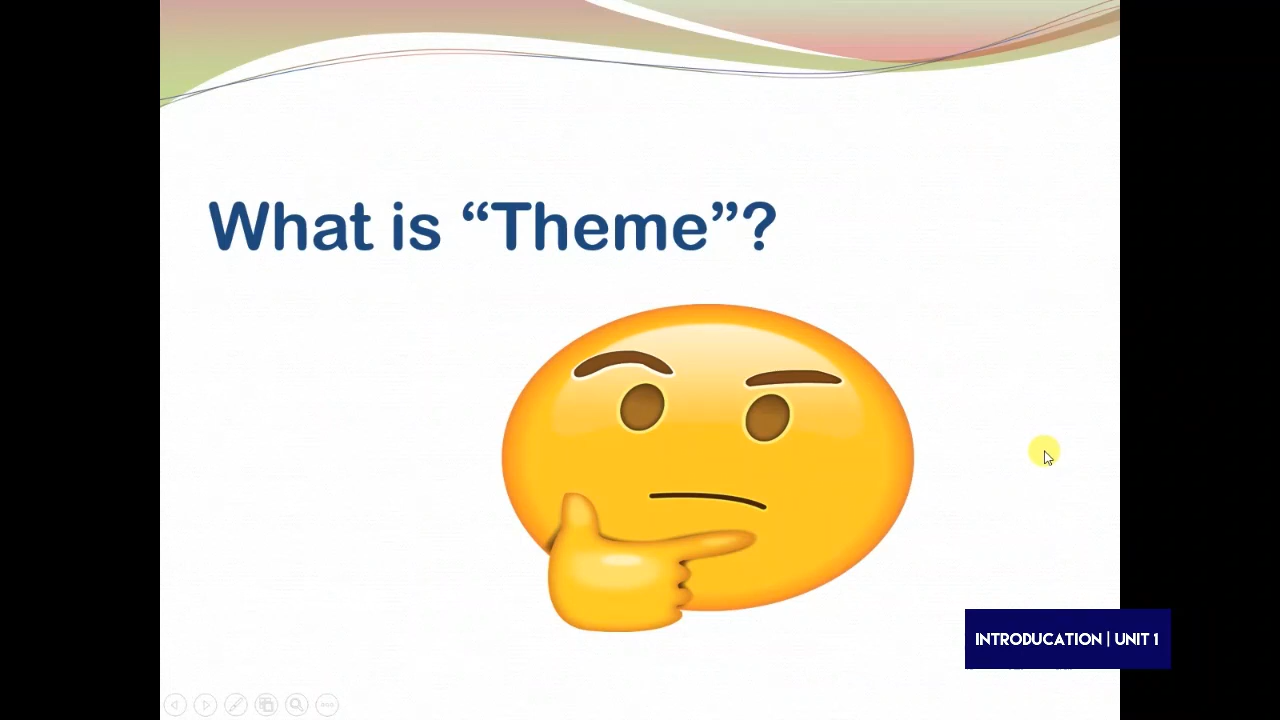 What is “Theme”?
INTRODUCATION | UNIT 1